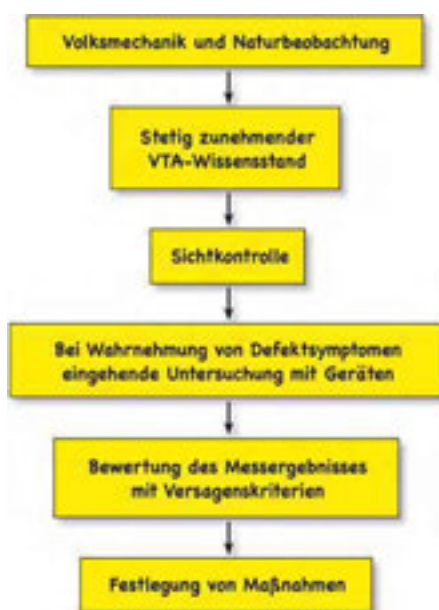 Volksmechanik und Naturbeobachtung
Stetig zunehmender
VTA-Wissensstand
Sichtkontrolle
Bei Wahrnehmung von Defektsymptomen
eingehende Untersuchung mit Geräten
Bewertung des Messergebnisses
mit Versagenskriterien
Festlegung von Maßnahmen